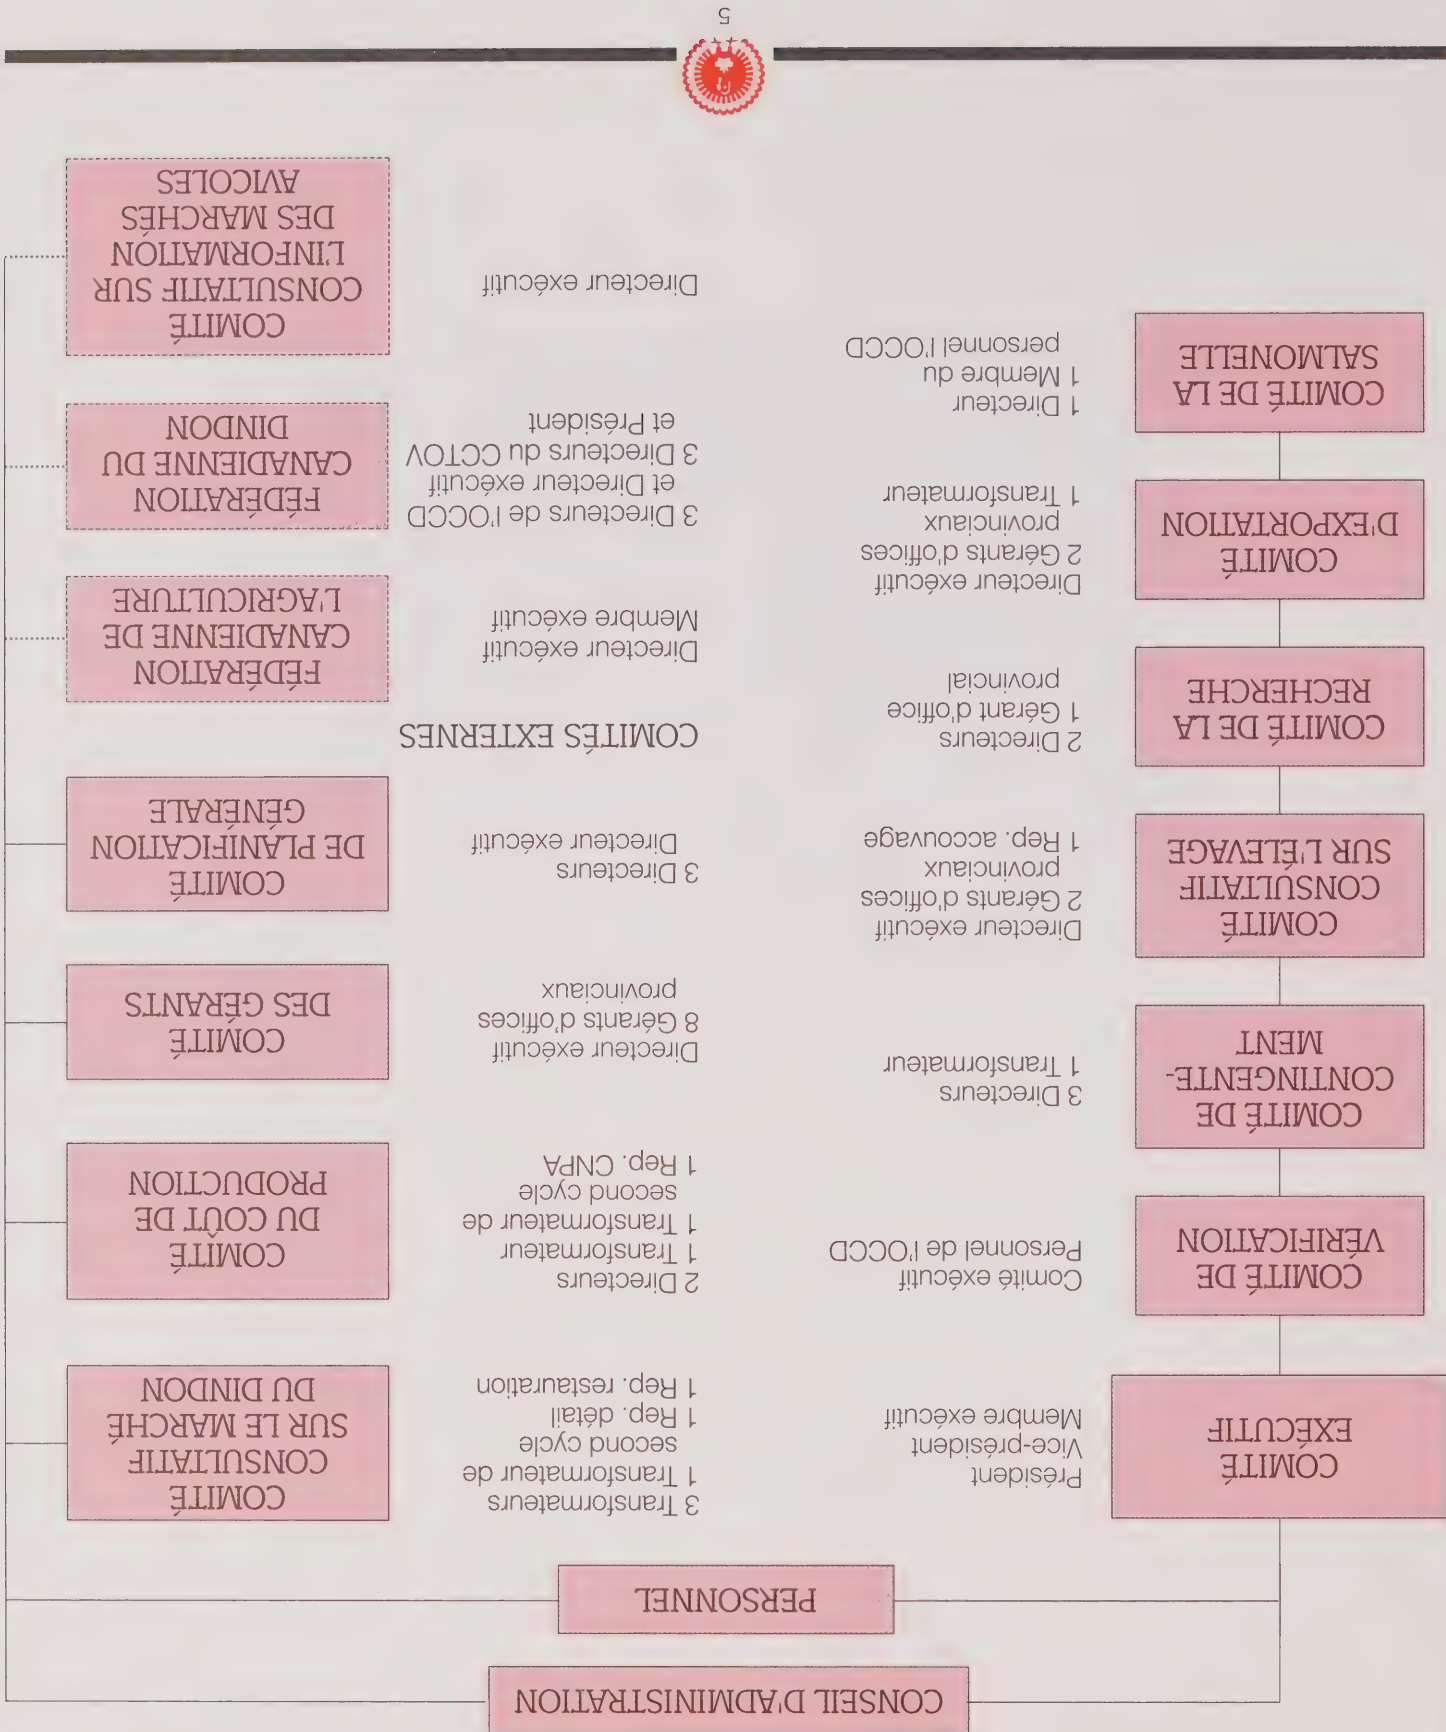 CONSEIL D'ADMINISTRATION
PERSONNEL
COMITÉ
EXÉCUTIF
Président
Vice-président
Membre exécutif
COMITÉ DE
VÉRIFICATION
Comité exécutif
Personnel de l'OCCD
COMITÉ DE
CONTINGENTE-
MENT
3 Directeurs
1 Transformateur
COMITÉ
CONSULTATIF
SUR L'ÉLEVAGE
Directeur exécutif
2 Gérants d'offices
provinciaux
1 Rep. accouvage
COMITÉ DE LA
RECHERCHE
2 Directeurs
1 Gérant d'office
provincial
COMITÉ
D'EXPORTATION
Directeur exécutif
2 Gérants d'offices
provinciaux
1 Transformateur
COMITÉ DE LA
SALMONELLE
1 Directeur
1 Membre du
personnel l'OCCD
3 Transformateurs
1 Transformateur de
second cycle
1 Rep. détail
1 Rep. restauration
COMITÉ
CONSULTATIF
SUR LE MARCHÉ
DU DINDON
2 Directeurs
1 Transformateur
1 Transformateur de
second cycle
1 Rep. CNPA
COMITÉ
DU COÛT DE
PRODUCTION
Directeur exécutif
8 Gérants d'offices
provinciaux
COMITÉ
DES GÉRANTS
3 Directeurs
Directeur exécutif
COMITÉ
DE PLANIFICATION
GÉNÉRALE
COMITÉS EXTERNES
Directeur exécutif
Membre exécutif
FÉDÉRATION
CANADIENNE DE
L'AGRICULTURE
3 Directeurs de l'OCCD
et Directeur exécutif
3 Directeurs du CCTOV
et Président
FÉDÉRATION
CANADIENNE DU
DINDON
Directeur exécutif
COMITÉ
CONSULTATIF SUR
L'INFORMATION
DES MARCHÉS
AVICOLES
5